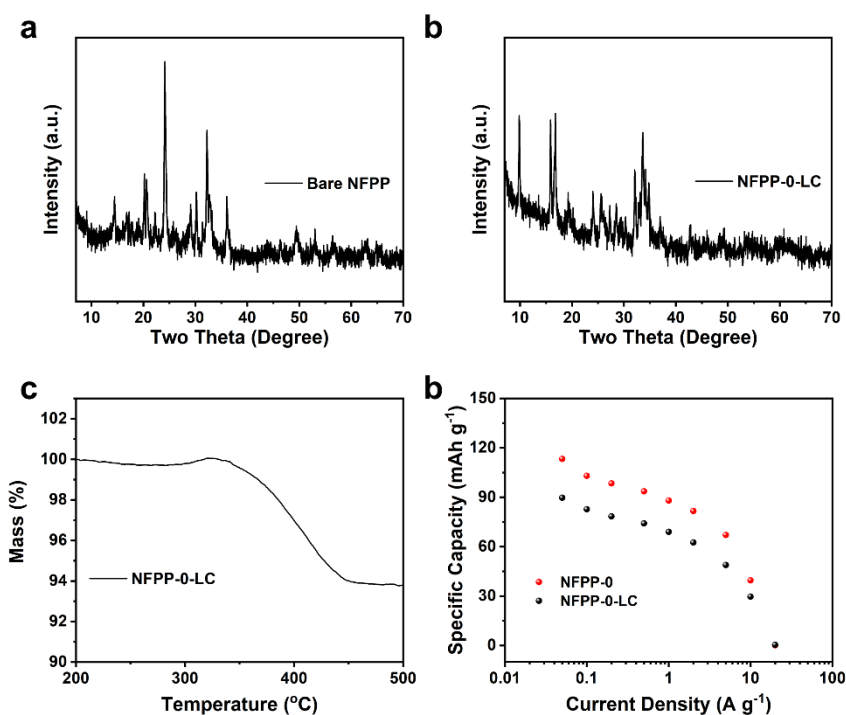 a
Intensity (a.u.)
Bare NFPP
10 20 30 40 50 60 70
Two Theta (Degree)
b
Intensity (a.u.)
NFPP-0-LC
10 20 30 40 50 60 70
Two Theta (Degree)
c
Mass (%)
102
100
98
96
94
92
90
NFPP-0-LC
200 300 400 500
Temperature (°C)
b
Specific Capacity (mAh g⁻¹)
150
120
90
60
30
0
NFPP-0
NFPP-0-LC
0.01 0.1 1 10 100
Current Density (A g⁻¹)